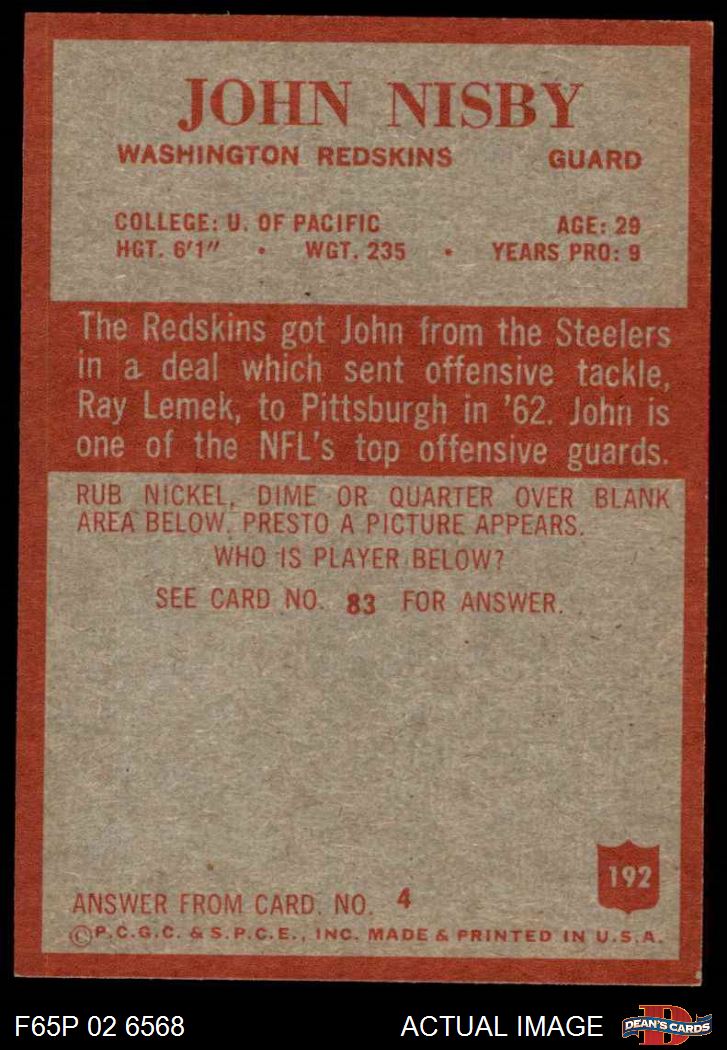 JOHN NISBY
WASHINGTON REDSKINS GUARD
COLLEGE: U. OF PACIFIC AGE: 29
HGT. 6'1" • WGT. 235 • YEARS PRO: 9
The Redskins got John from the Steelers
in a deal which sent offensive tackle,
Ray Lemek, to Pittsburgh in '62. John is
one of the NFL's top offensive guards.
RUB NICKEL, DIME OR QUARTER OVER BLANK
AREA BELOW. PRESTO A PICTURE APPEARS.
WHO IS PLAYER BELOW?
SEE CARD NO. 83 FOR ANSWER.
192
ANSWER FROM CARD. NO. 4
©P.C.G.C. & S.P.C.E., INC. MADE & PRINTED IN U.S.A.
F65P 02 6568 ACTUAL IMAGE D DEAN'S CARDS